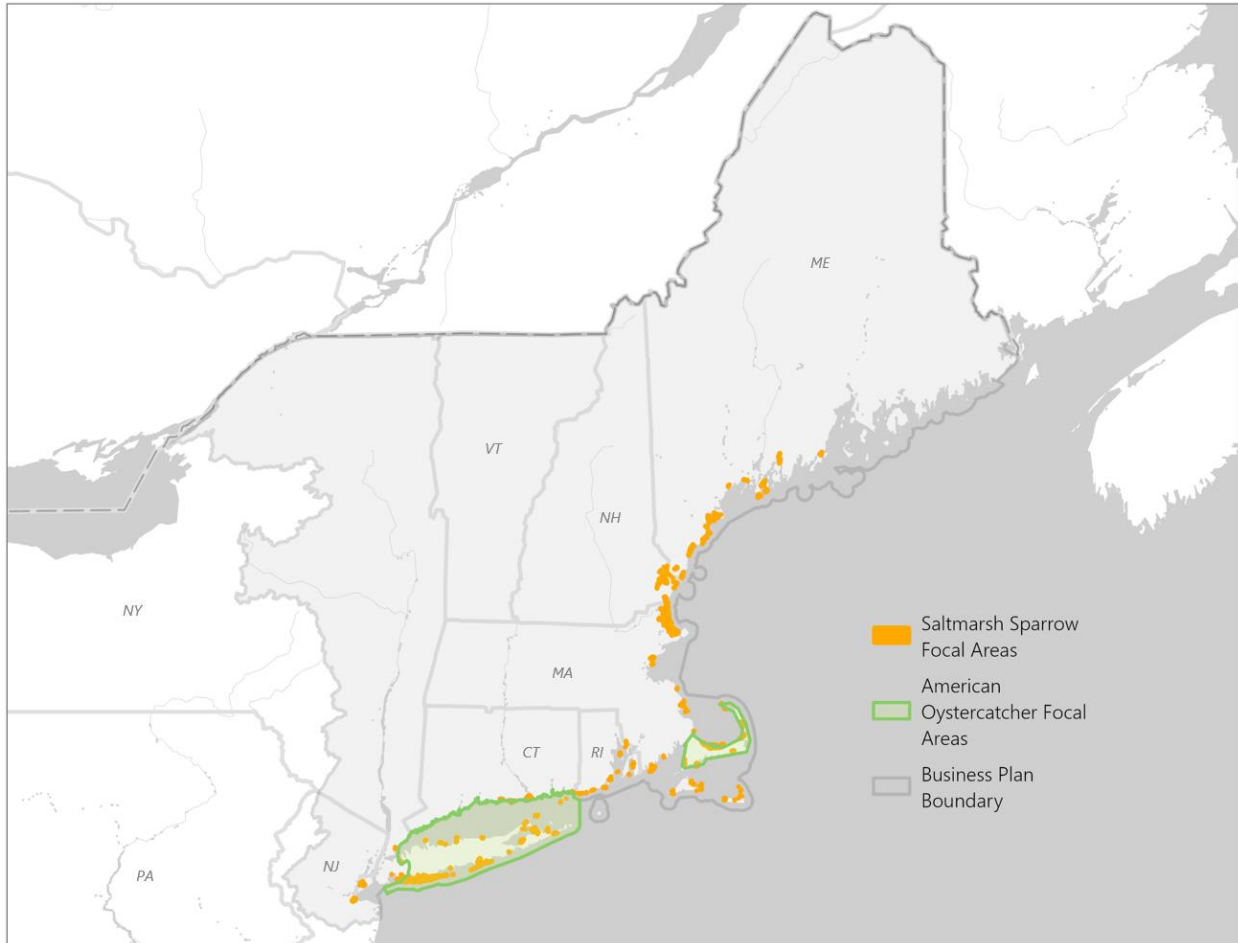 ME
VT
NH
NY
MA
CT
RI
NJ
PA
Saltmarsh Sparrow
Focal Areas
American
Oystercatcher Focal
Areas
Business Plan
Boundary